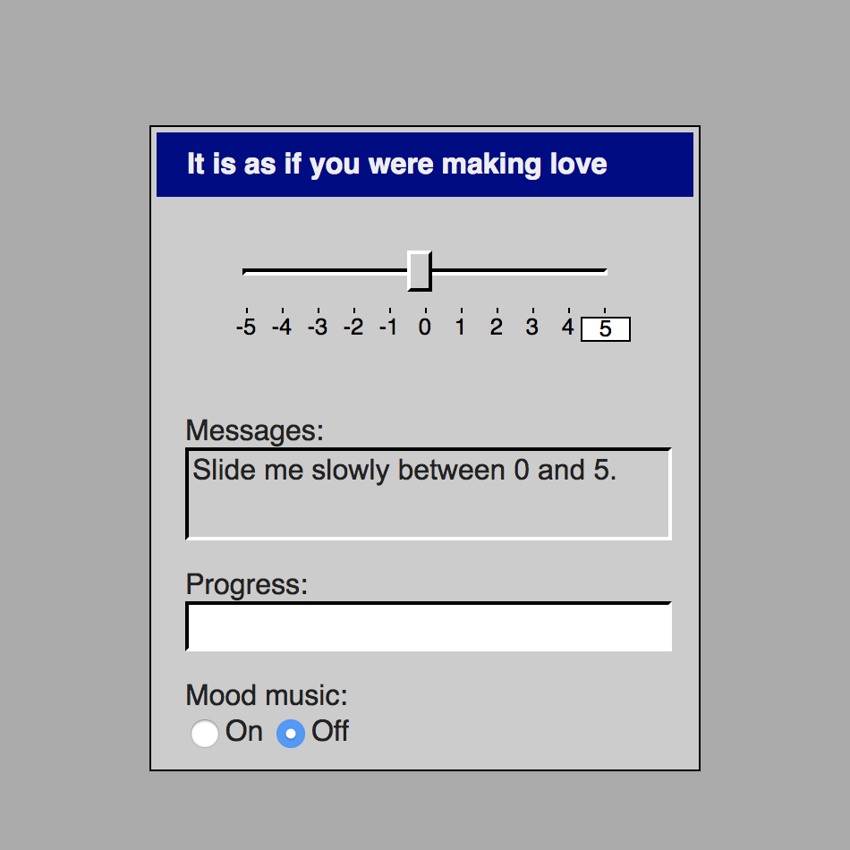 It is as if you were making love
-5 -4 -3 -2 -1 0 1 2 3 4 5
Messages:
Slide me slowly between 0 and 5.
Progress:
Mood music:
On Off